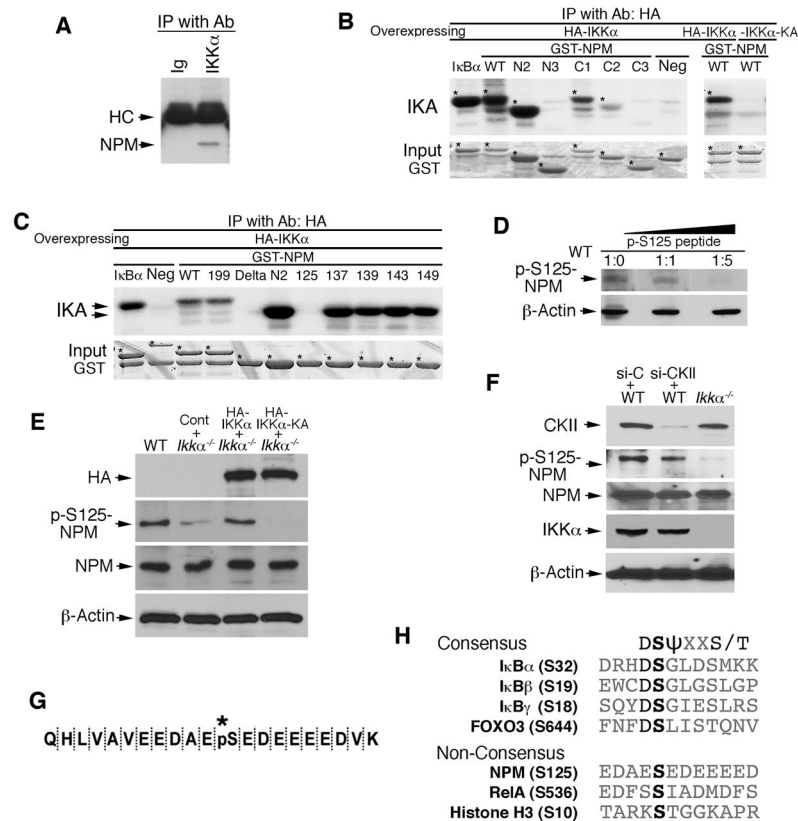 A
IP with Ab
Ig
IKKα
HC
NPM
B
IP with Ab: HA
Overexpressing
HA-IKKα
HA-IKKα -IKKα-KA
GST-NPM
GST-NPM
IκBα WT N2 N3 C1 C2 C3 Neg
WT WT
IKA
Input
GST
C
IP with Ab: HA
Overexpressing
HA-IKKα
GST-NPM
IκBα Neg WT 199 Delta N2 125 137 139 143 149
IKA
Input
GST
D
p-S125 peptide
WT
1:0 1:1 1:5
p-S125-
NPM
β-Actin
E
WT
Cont
+
Ikkα-/-
HA-
IKKα
+
Ikkα-/-
HA-
IKKα-KA
+
Ikkα-/-
HA
p-S125-
NPM
NPM
β-Actin
F
si-C
+
WT
si-CKII
+
WT
Ikkα-/-
CKII
p-S125-
NPM
NPM
IKKα
β-Actin
G
*
QHLVAVEEDAEpSEDEEEEDVK
H
Consensus DSψXXS/T
IκBα (S32) DRHDSGLDSMKK
IκBβ (S19) EWCDSGLGSLGP
IκBγ (S18) SQYDSGIESLRS
FOXO3 (S644) FNFDSLISTQNV
Non-Consensus
NPM (S125) EDAESEDEEEED
RelA (S536) EDFSSIADMDFS
Histone H3 (S10) TARKSTGGKAPR